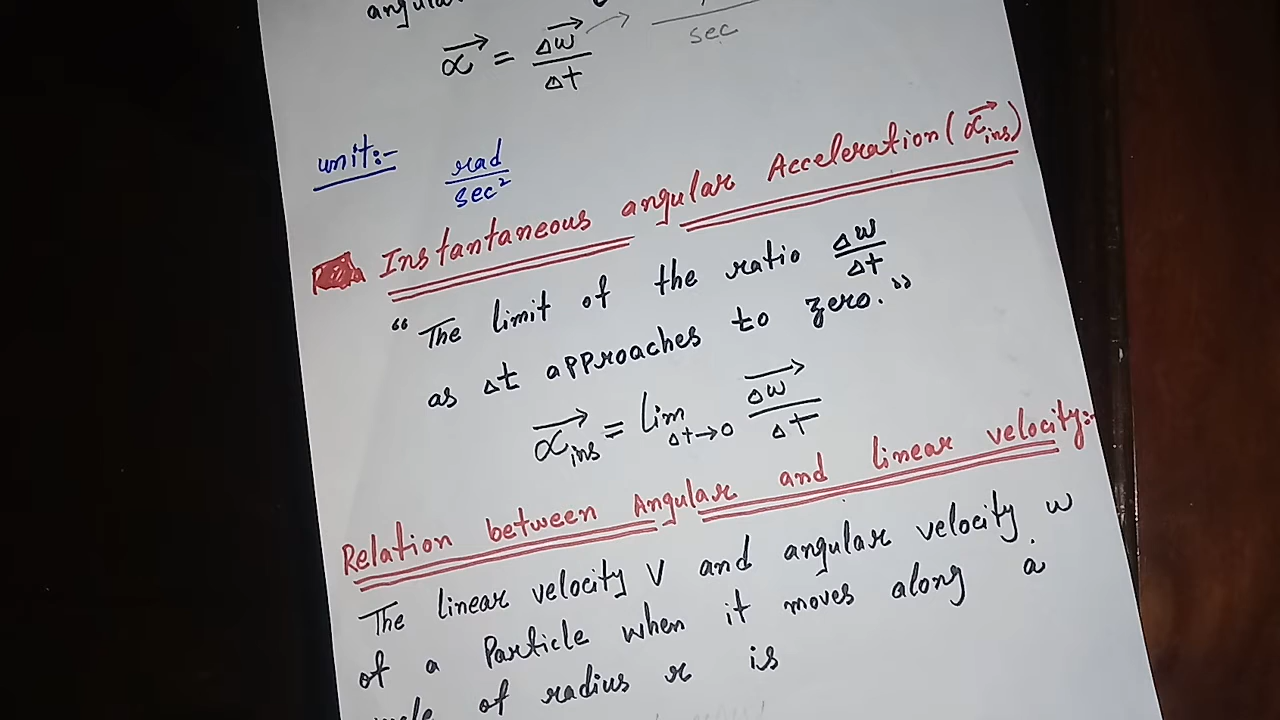 α⃗ = Δω⃗ / Δt → / sec
unit:- rad / sec²
Instantaneous angular Acceleration (α⃗ins)
“The limit of the ratio Δω / Δt
as Δt approaches to zero.”
α⃗ins = lim Δt→0 Δω⃗ / Δt
Relation between Angular and linear velocity:-
The linear velocity V and angular velocity ω
of a Particle when it moves along a
of radius r is